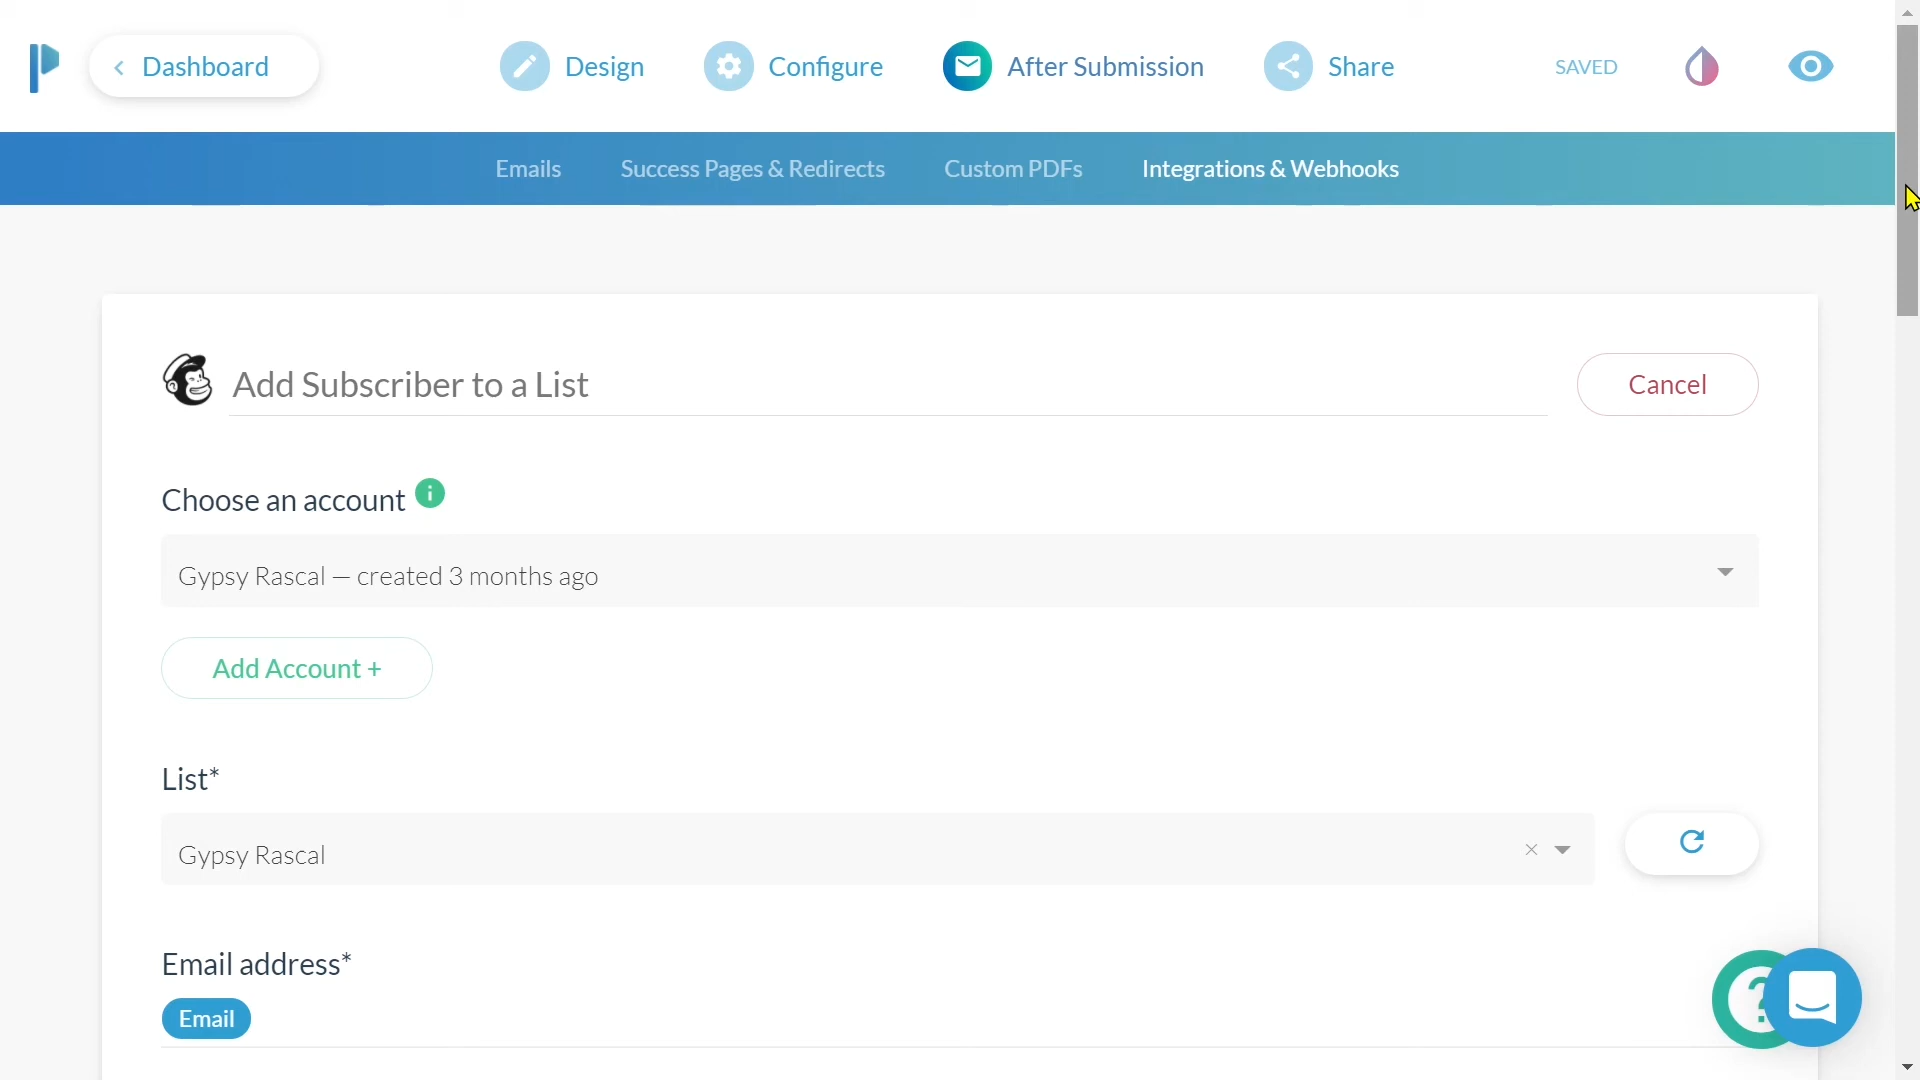 Dashboard
Design
Configure
After Submission
Share
SAVED
Emails
Success Pages & Redirects
Custom PDFs
Integrations & Webhooks
Add Subscriber to a List
Cancel
Choose an account
Gypsy Rascal — created 3 months ago
Add Account +
List*
Gypsy Rascal
Email address*
Email